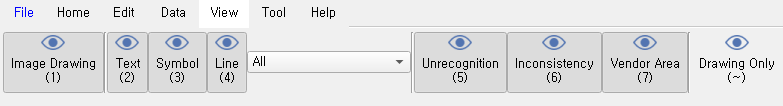 File Home Edit Data View Tool Help
Image Drawing Text Symbol Line All Unrecognition Inconsistency Vendor Area Drawing Only
(1) (2) (3) (4) (5) (6) (7) (~)